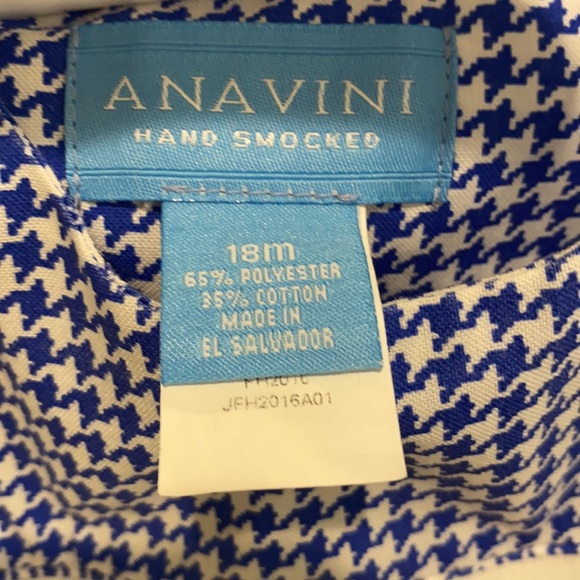 ANAVINI
HAND SMOCKED
18m
65% POLYESTER
35% COTTON
MADE IN
EL SALVADOR
JFH2016A01